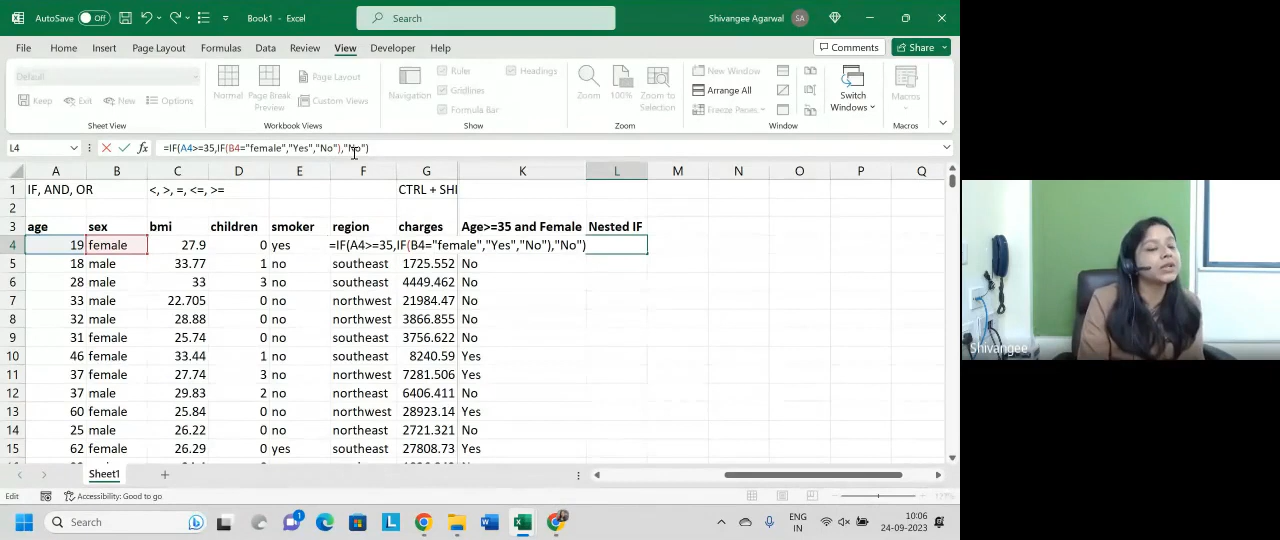 AutoSave Off Book1 - Excel Search Shivangee Agarwal SA
File Home Insert Page Layout Formulas Data Review View Developer Help Comments Share
Default
Keep Exit New Options
Sheet View
Normal Page Break Preview Page Layout Custom Views
Workbook Views
Navigation Ruler Gridlines Formula Bar Headings
Show
Zoom 100% Zoom to Selection
Zoom
New Window Arrange All Freeze Panes Switch Windows
Window
Macros
Macros
L4 fx =IF(A4>=35,IF(B4="female","Yes","No"),"No")
A B C D E F G K L M N O P Q
1 IF, AND, OR <, >, =, <=, >= CTRL + SHI
2
3 age sex bmi children smoker region charges Age>=35 and Female Nested IF
4 19 female 27.9 0 yes =IF(A4>=35,IF(B4="female","Yes","No"),"No")
5 18 male 33.77 1 no southeast 1725.552 No
6 28 male 33 3 no southeast 4449.462 No
7 33 male 22.705 0 no northwest 21984.47 No
8 32 male 28.88 0 no northwest 3866.855 No
9 31 female 25.74 0 no southeast 3756.622 No
10 46 female 33.44 1 no southeast 8240.59 Yes
11 37 female 27.74 3 no northwest 7281.506 Yes
12 37 male 29.83 2 no northeast 6406.411 No
13 60 female 25.84 0 no northwest 28923.14 Yes
14 25 male 26.22 0 no northeast 2721.321 No
15 62 female 26.29 0 yes southeast 27808.73 Yes
Sheet1
Edit Accessibility: Good to go
Search
ENG
IN
10:06
24-09-2023
Shivangee